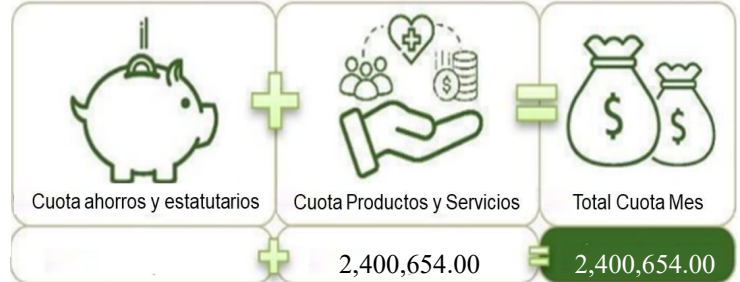 Cuota ahorros y estatutarios
Cuota Productos y Servicios
Total Cuota Mes
2,400,654.00
2,400,654.00